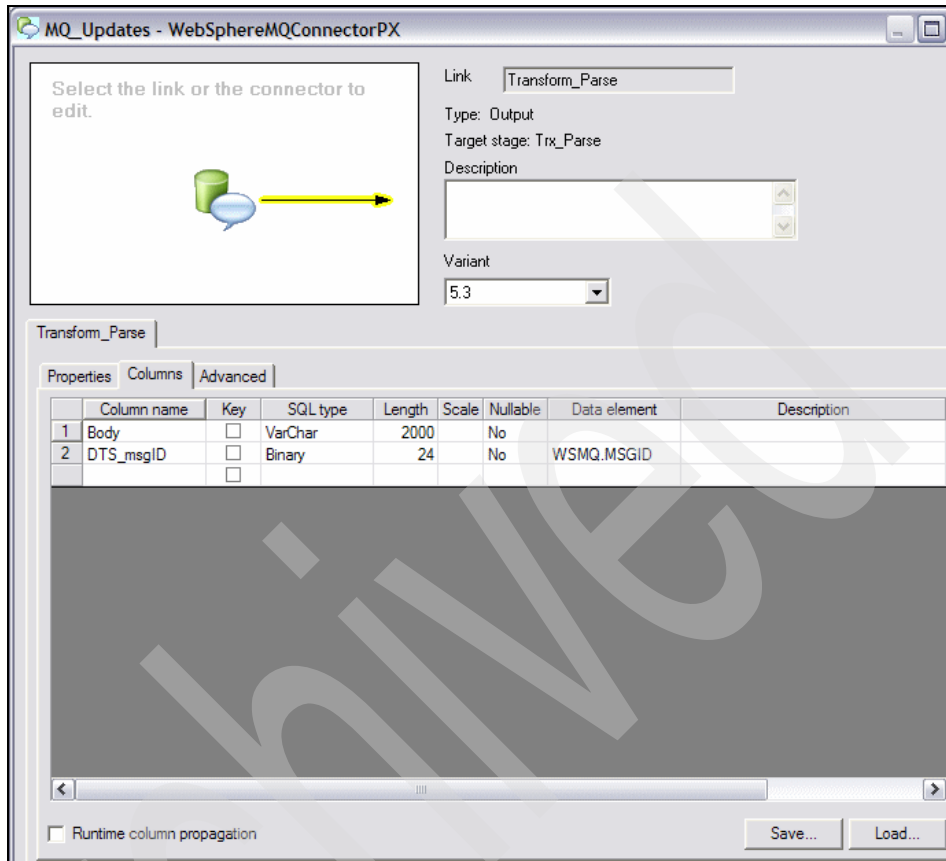 MQ_Updates - WebSphereMQConnectorPX
Select the link or the connector to
edit.
Link Transform_Parse
Type: Output
Target stage: Trx_Parse
Description
Variant
5.3
Transform_Parse
Properties Columns Advanced
Column name Key SQL type Length Scale Nullable Data element Description
1 Body VarChar 2000 No
2 DTS_msgID Binary 24 No WSMQ.MSGID
Runtime column propagation Save... Load...
hived